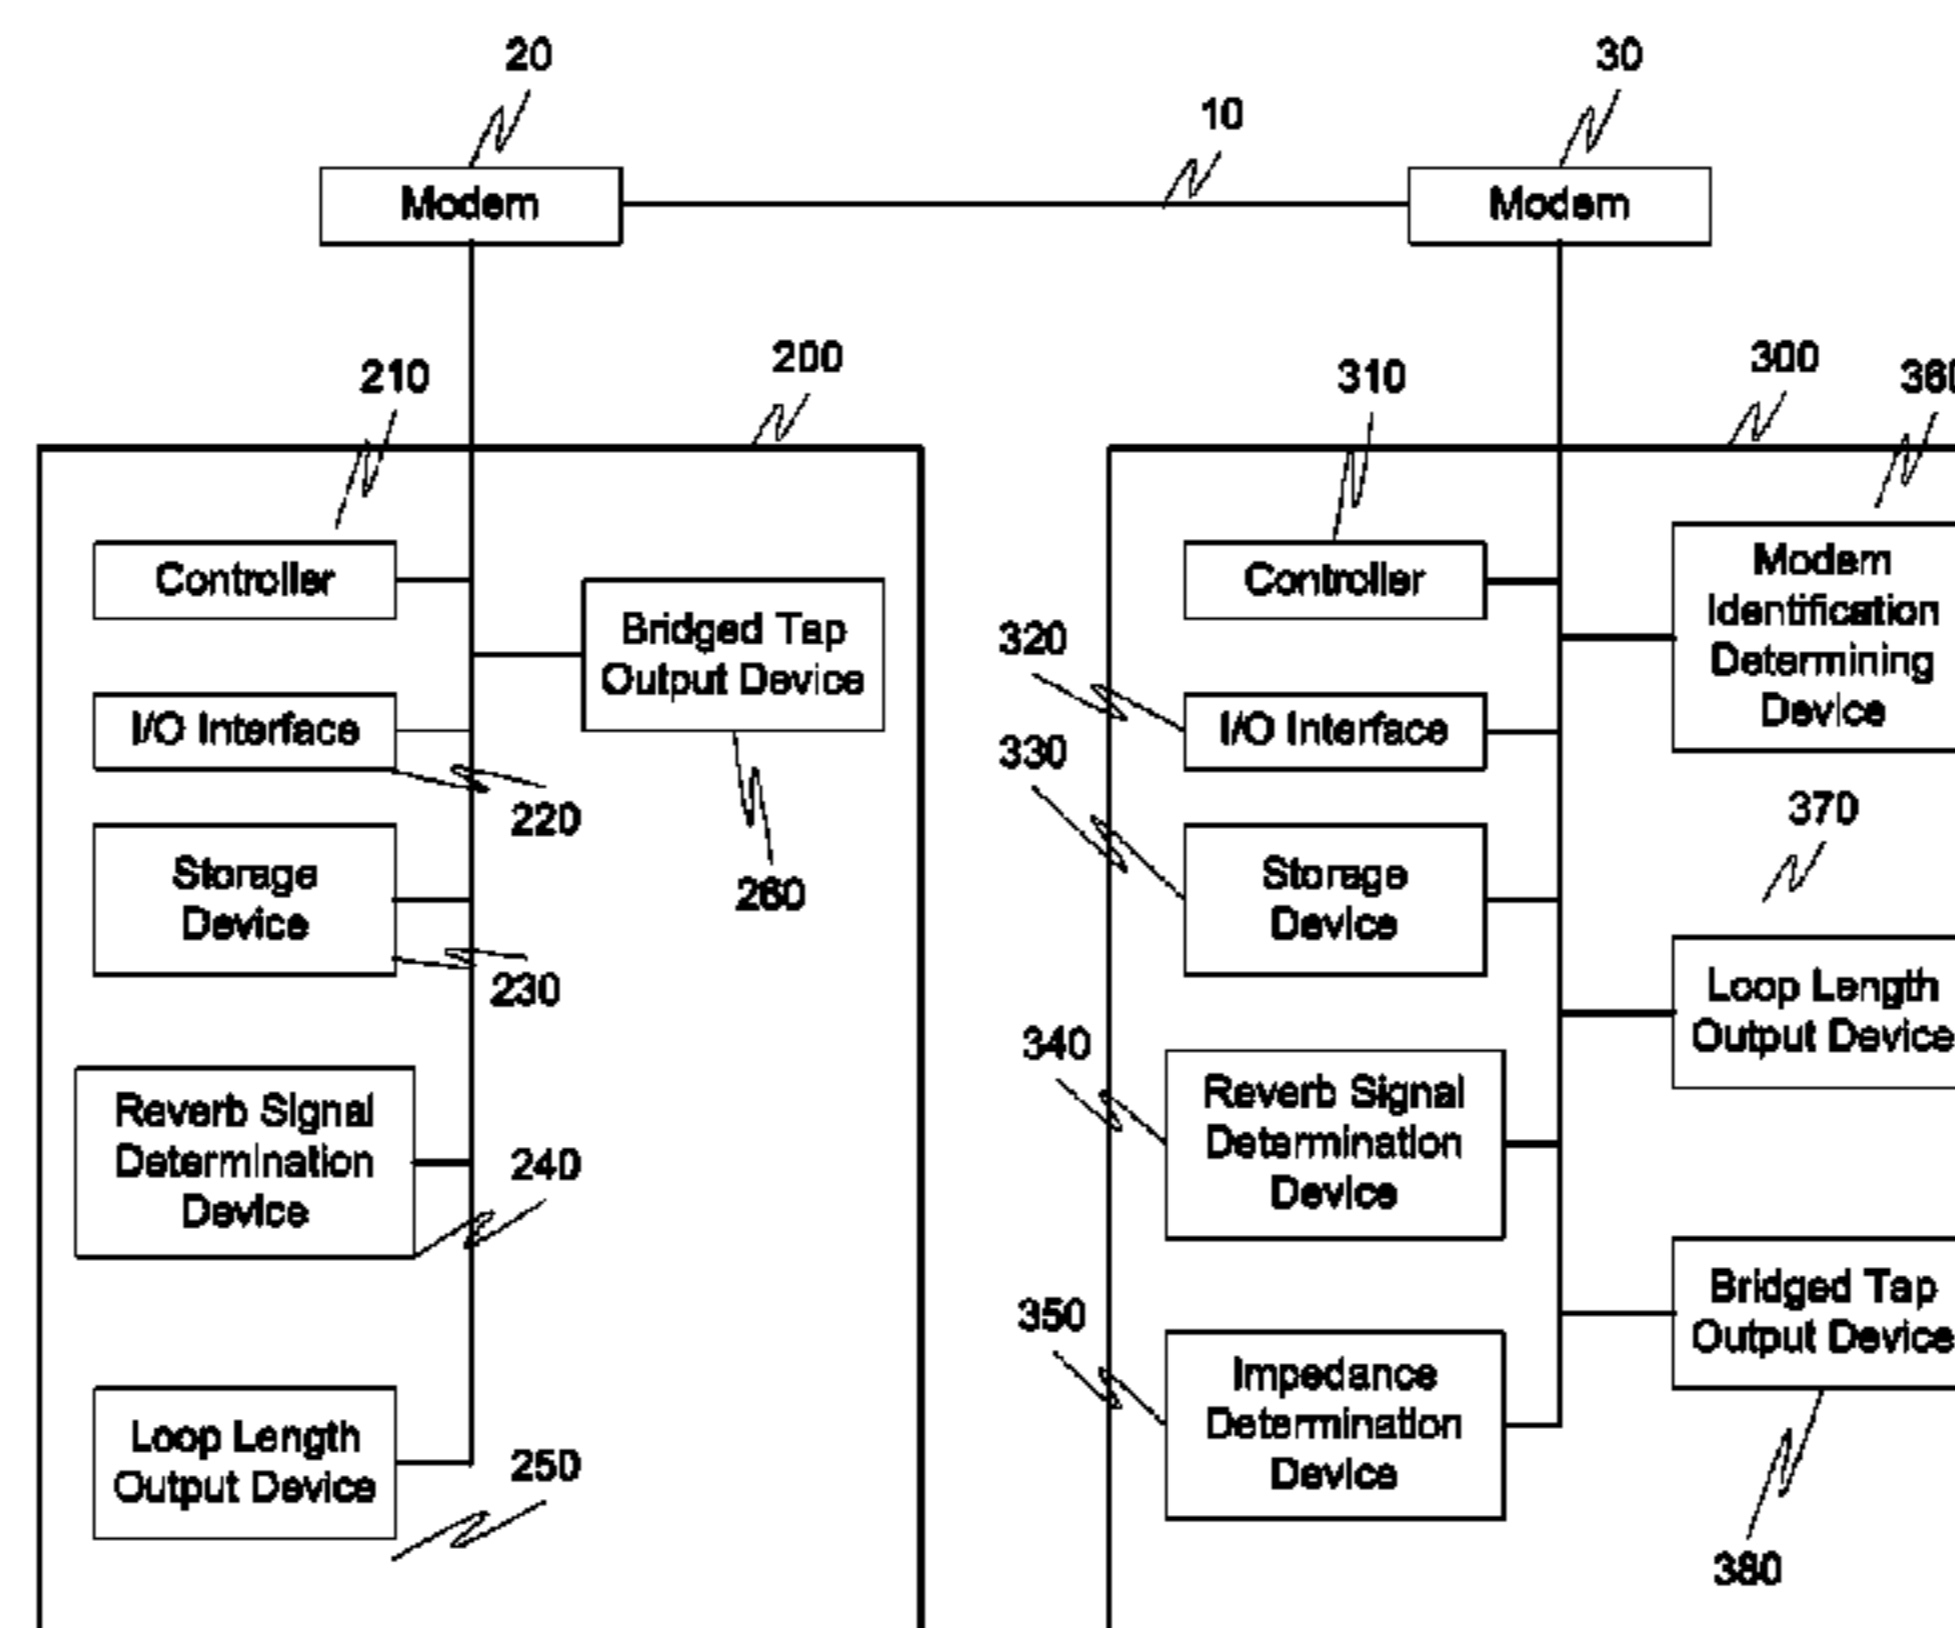 20
30
10
Modem
Modem
210
200
310
300
360
Controller
Bridged Tap
Output Device
I/O Interface
220
260
Storage
Device
230
Reverb Signal
Determination
Device
240
Loop Length
Output Device
250
Controller
Modem
Identification
Determining
Device
320
I/O Interface
330
370
Storage
Device
Loop Length
Output Device
340
Reverb Signal
Determination
Device
Bridged Tap
Output Device
350
Impedance
Determination
Device
380